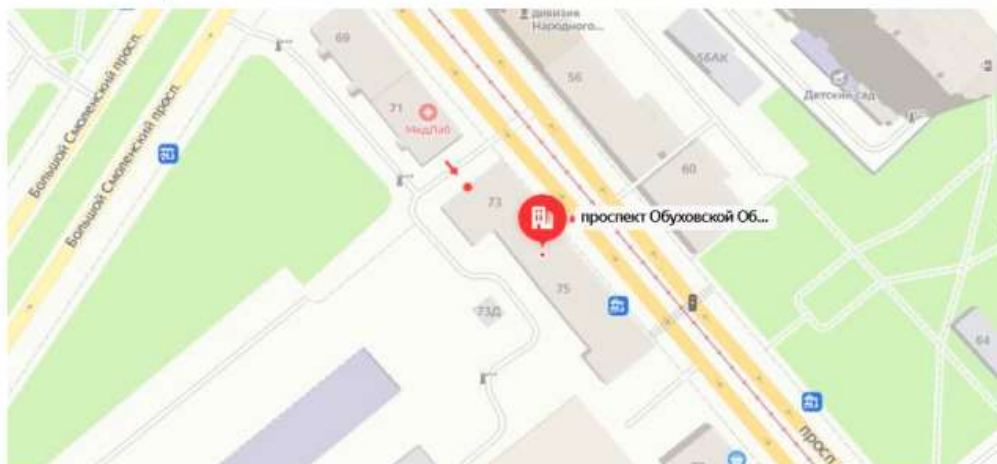 дивизия
Народного...
69
56АК
56
Детский сад
71
МедЛаб
Большой Смоленский просп.
Большой Смоленский просп.
60
73
проспект Обуховской Об...
75
73Д
64
просп